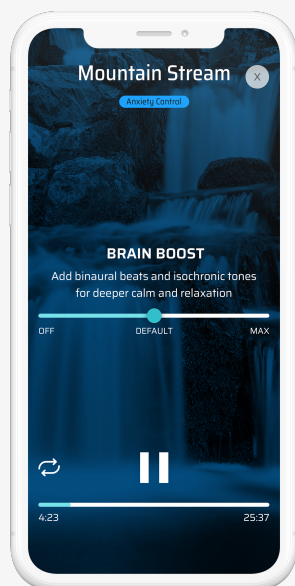 Mountain Stream
X
Anxiety Control
BRAIN BOOST
Add binaural beats and isochronic tones
for deeper calm and relaxation
OFF DEFAULT MAX
4:23 25:37